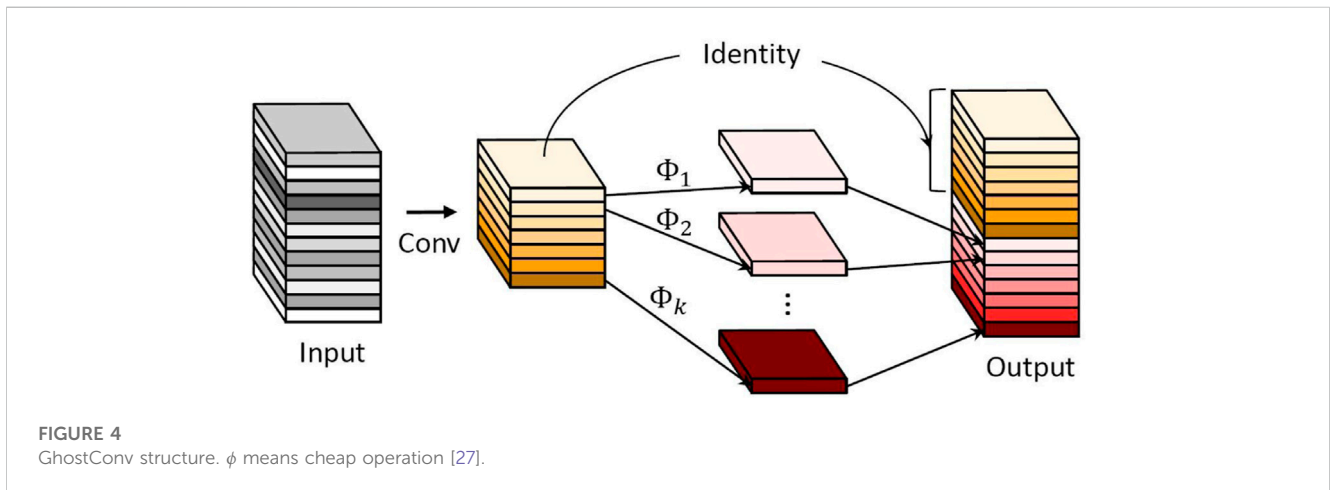 Identity
Φ1
Φ2
Conv
Φk
⋮
Input
Output
FIGURE 4
GhostConv structure. ϕ means cheap operation [27].